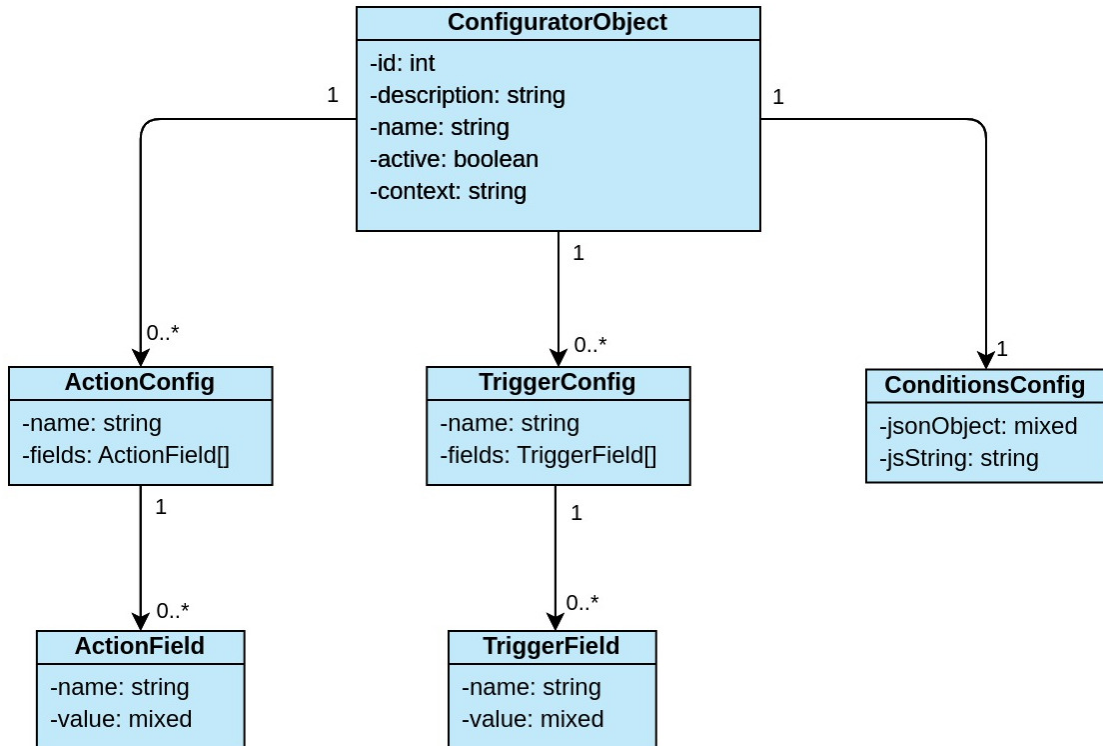 ConfiguratorObject
-id: int
-description: string
-name: string
-active: boolean
-context: string
1
1
1
0..*
0..*
1
ActionConfig
-name: string
-fields: ActionField[]
TriggerConfig
-name: string
-fields: TriggerField[]
ConditionsConfig
-jsonObject: mixed
-jsString: string
1
1
0..*
0..*
ActionField
-name: string
-value: mixed
TriggerField
-name: string
-value: mixed